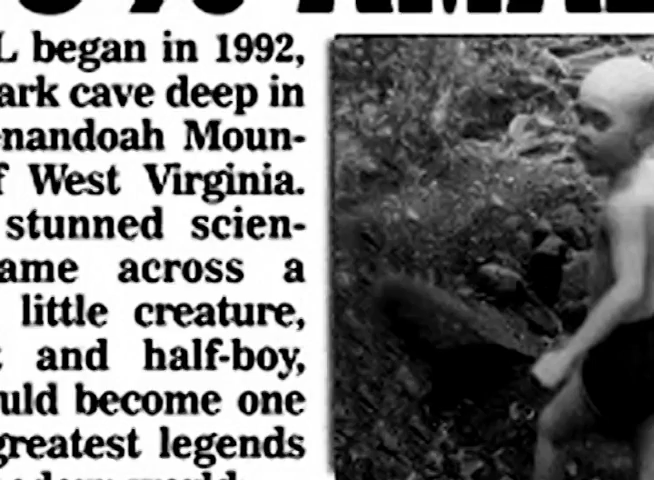 L began in 1992,
ark cave deep in
nandoah Moun-
West Virginia.
stunned scien-
ame across a
little creature,
and half-boy,
uld become one
greatest legends